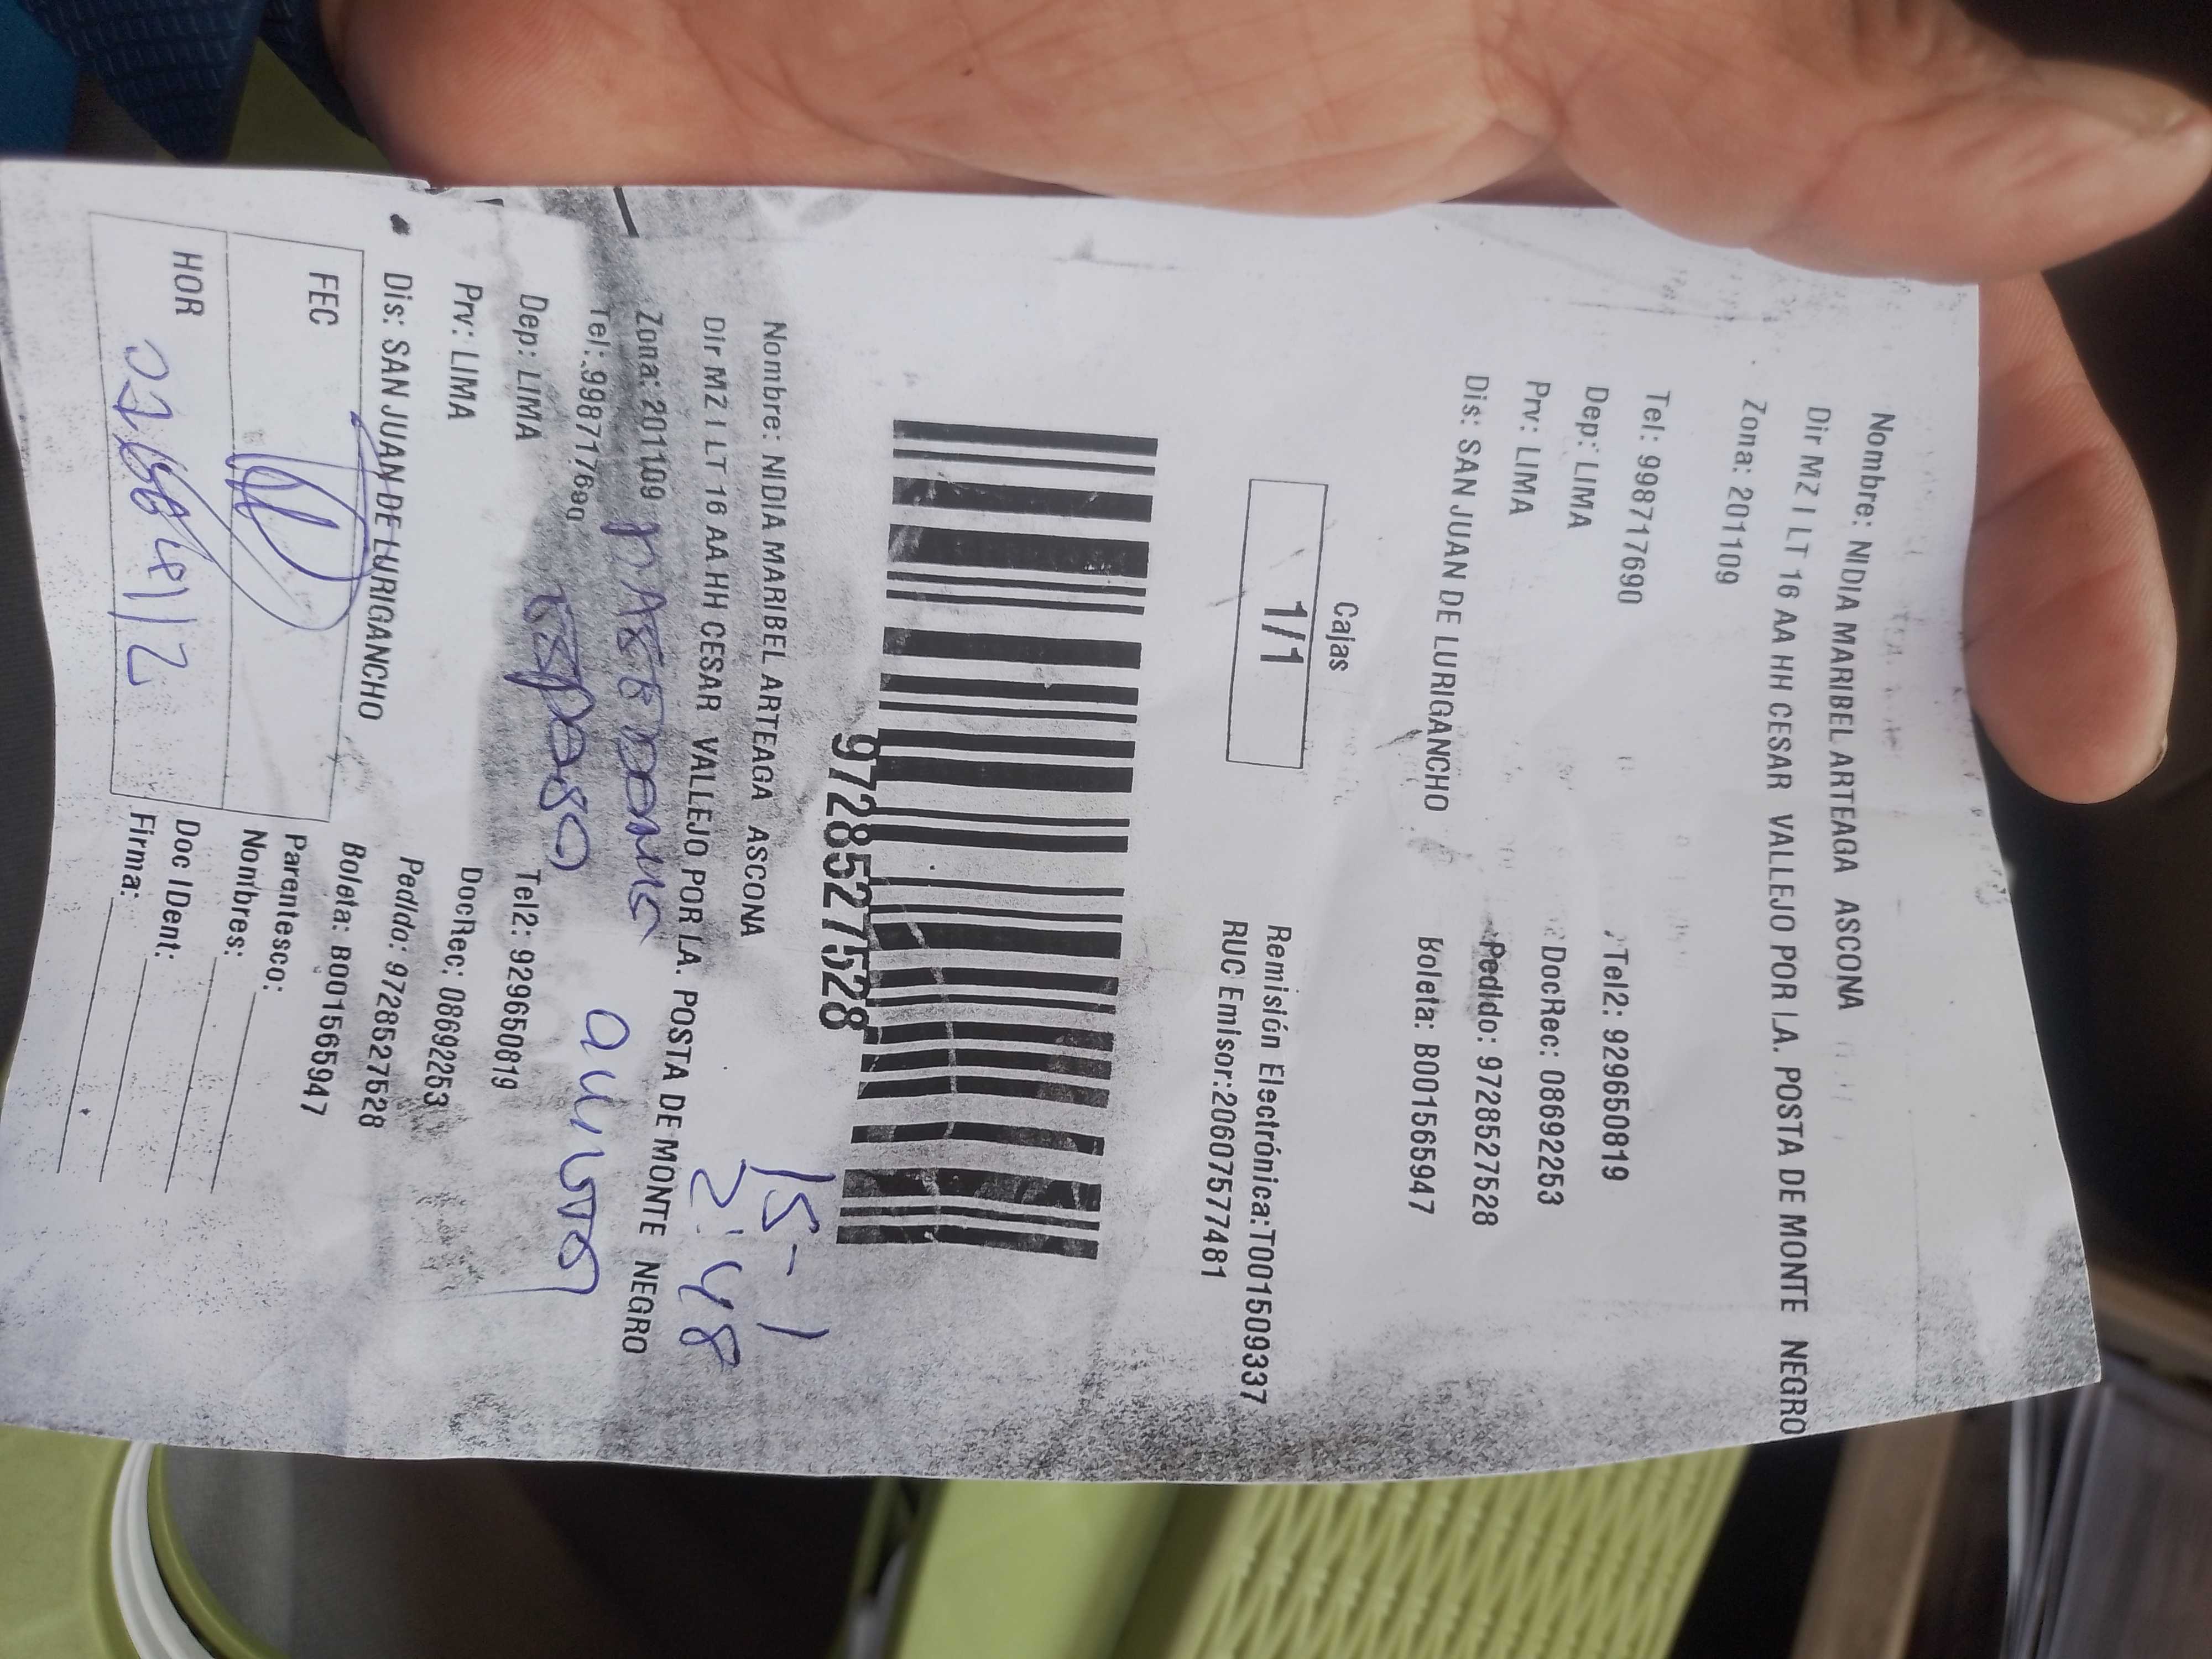 Nombre: NIDIA MARIBEL ARTEAGA ASCONA
Dir MZ I LT 16 AA HH CESAR VALLEJO POR LA. POSTA DE MONTE NEGRO
Zona: 201109
Tel: 998717690 Tel2: 929650819
Dep: LIMA DocRec: 08692253
Prv: LIMA Pedido: 9728527528
Dis: SAN JUAN DE LURIGANCHO Boleta: B001565947
Cajas
1/1
Remisión Electrónica:T001509337
RUC Emisor:20607577481
9728527528
15-1
2:48
Nombre: NIDIA MARIBEL ARTEAGA ASCONA
Dir MZ I LT 16 AA HH CESAR VALLEJO POR LA. POSTA DE MONTE NEGRO
Zona: 201109
Tel: 998717690 Tel2: 929650819
Dep: LIMA DocRec: 08692253
Prv: LIMA Pedido: 9728527528
Dis: SAN JUAN DE LURIGANCHO Boleta: B001565947
FEC Parentesco:
HOR Nombres:
Doc IDent:
Firma: